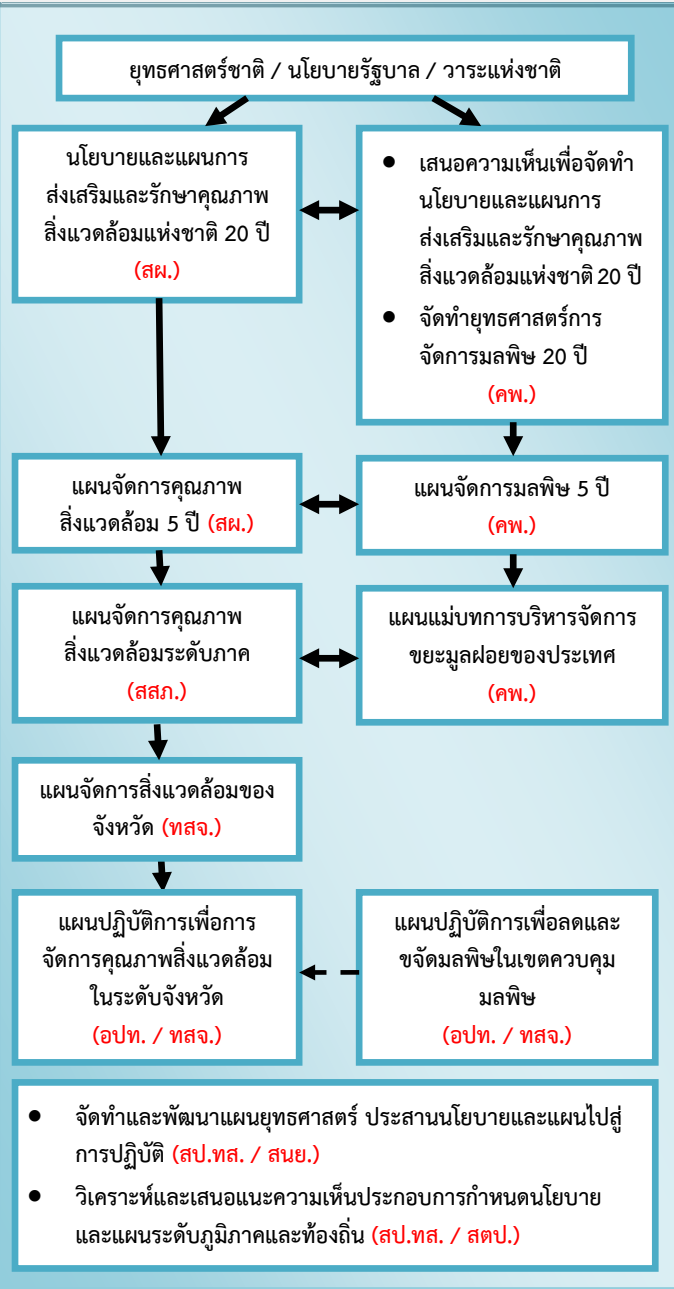 ยุทธศาสตร์ชาติ / นโยบายรัฐบาล / วาระแห่งชาติ
นโยบายและแผนการ
ส่งเสริมและรักษาคุณภาพ
สิ่งแวดล้อมแห่งชาติ 20 ปี
(สผ.)
● เสนอความเห็นเพื่อจัดทำ
นโยบายและแผนการ
ส่งเสริมและรักษาคุณภาพ
สิ่งแวดล้อมแห่งชาติ 20 ปี
● จัดทำยุทธศาสตร์การ
จัดการมลพิษ 20 ปี
(คพ.)
แผนจัดการคุณภาพ
สิ่งแวดล้อม 5 ปี (สผ.)
แผนจัดการมลพิษ 5 ปี
(คพ.)
แผนจัดการคุณภาพ
สิ่งแวดล้อมระดับภาค
(สสภ.)
แผนแม่บทการบริหารจัดการ
ขยะมูลฝอยของประเทศ
(คพ.)
แผนจัดการสิ่งแวดล้อมของ
จังหวัด (ทสจ.)
แผนปฏิบัติการเพื่อการ
จัดการคุณภาพสิ่งแวดล้อม
ในระดับจังหวัด
(อปท. / ทสจ.)
แผนปฏิบัติการเพื่อลดและ
ขจัดมลพิษในเขตควบคุม
มลพิษ
(อปท. / ทสจ.)
● จัดทำและพัฒนาแผนยุทธศาสตร์ ประสานนโยบายและแผนไปสู่
การปฏิบัติ (สป.ทส. / สนย.)
● วิเคราะห์และเสนอแนะความเห็นประกอบการกำหนดนโยบาย
และแผนระดับภูมิภาคและท้องถิ่น (สป.ทส. / สตป.)